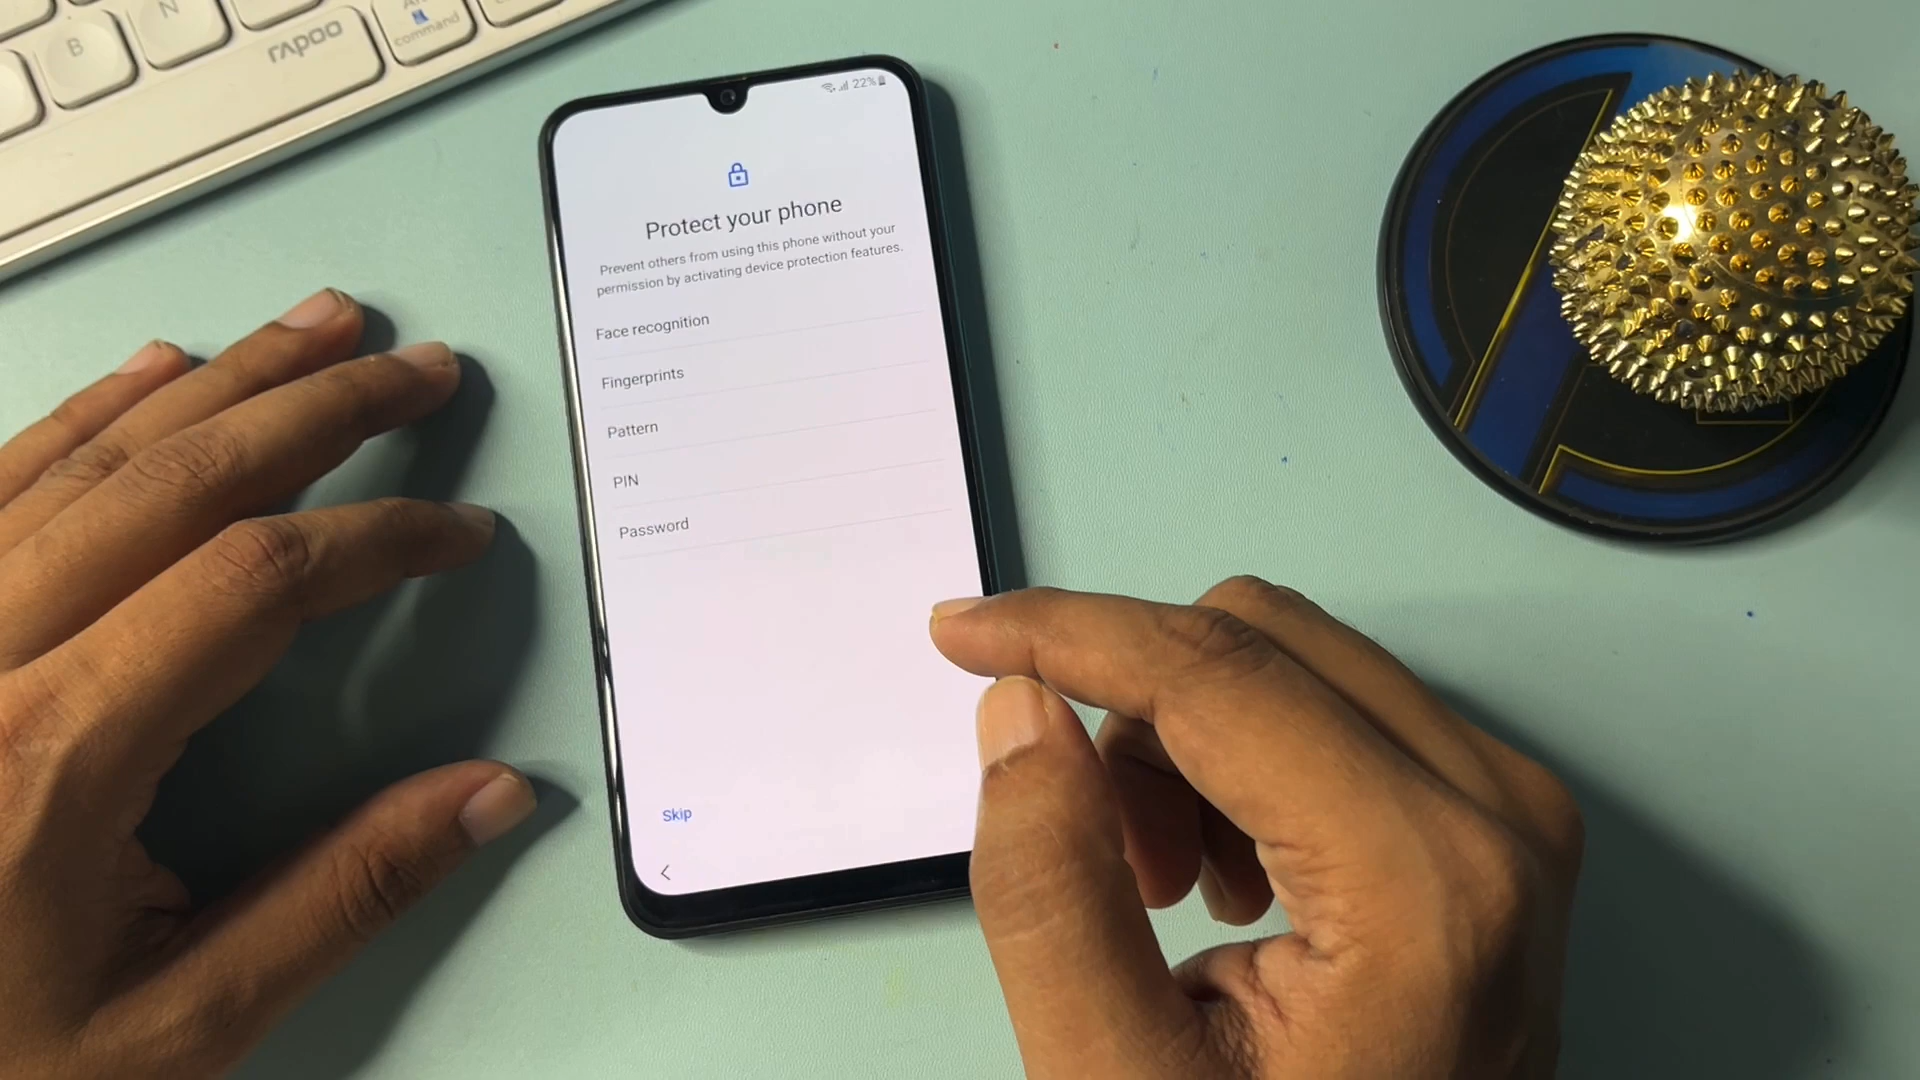 B
N
rapoo
command
22%
Protect your phone
Prevent others from using this phone without your
permission by activating device protection features.
Face recognition
Fingerprints
Pattern
PIN
Password
Skip